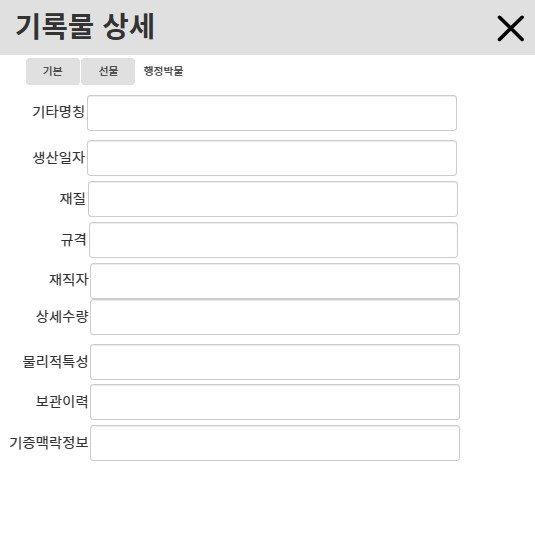 기록물 상세
기본 선물 행정박물
기타명칭
생산일자
재질
규격
재직자
상세수량
물리적특성
보관이력
기증맥락정보